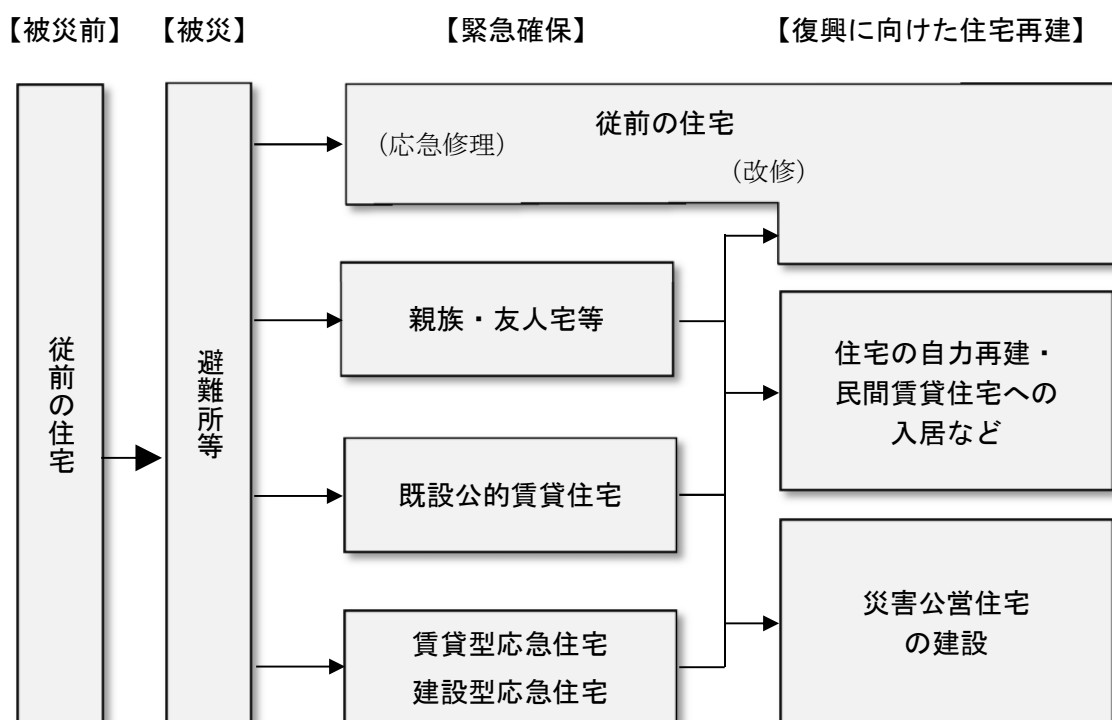 【被災前】
【被災】
【緊急確保】
【復興に向けた住宅再建】
従前の住宅
避難所等
従前の住宅
（応急修理）
（改修）
親族・友人宅等
既設公的賃貸住宅
賃貸型応急住宅
建設型応急住宅
住宅の自力再建・
民間賃貸住宅への
入居など
災害公営住宅
の建設